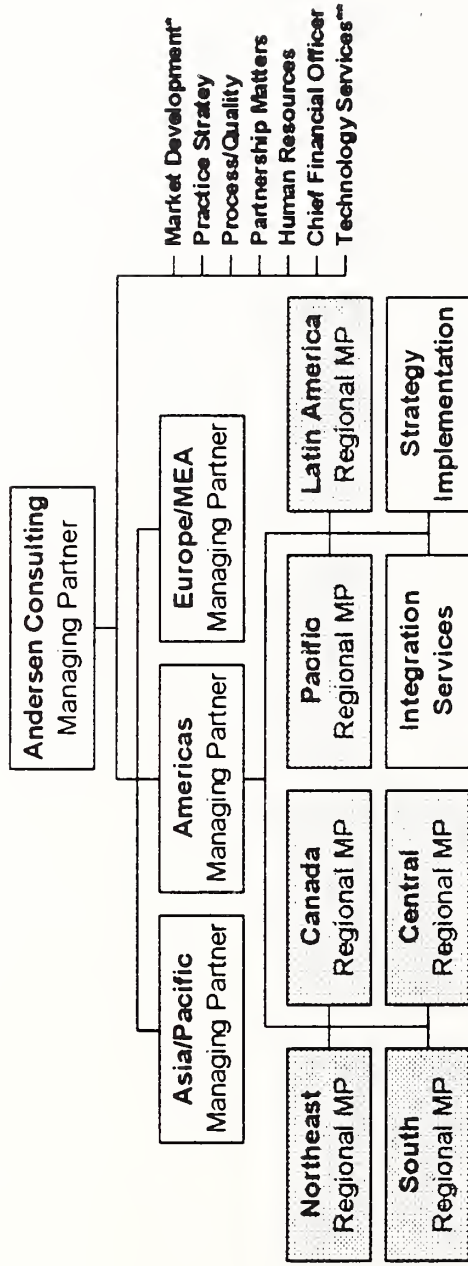 Andersen Consulting
Managing Partner
Asia/Pacific
Managing Partner
Americas
Managing Partner
Europe/MEA
Managing Partner
Market Development*
Practice Stratey
Process/Quality
Partnership Matters
Human Resources
Chief Financial Officer
Technology Services**
Northeast
Regional MP
Canada
Regional MP
Pacific
Regional MP
Latin America
Regional MP
South
Regional MP
Central
Regional MP
Integration
Services
Strategy
Implementation